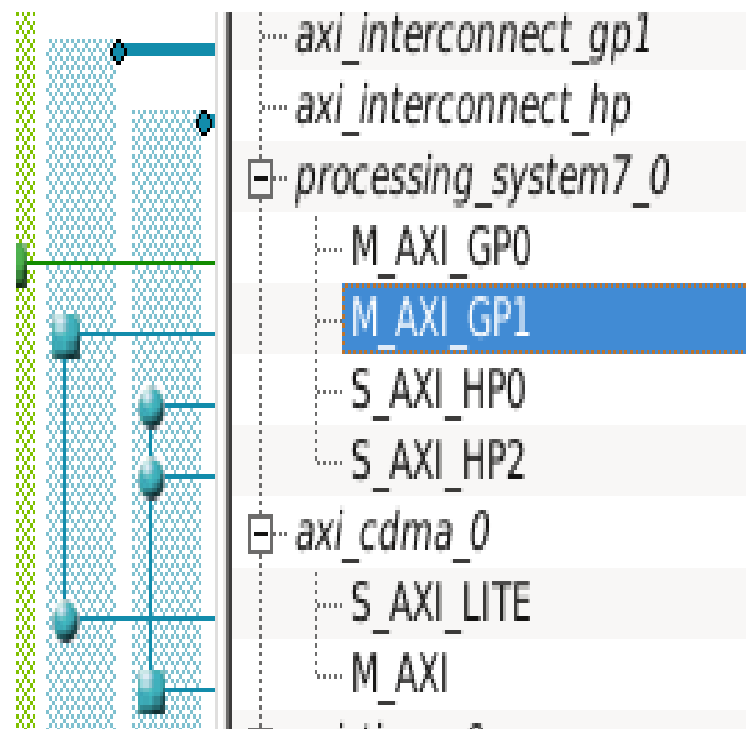 axi_interconnect_gp1
axi_interconnect_hp
processing_system7_0
M_AXI_GP0
M_AXI_GP1
S_AXI_HP0
S_AXI_HP2
axi_cdma_0
S_AXI_LITE
M_AXI